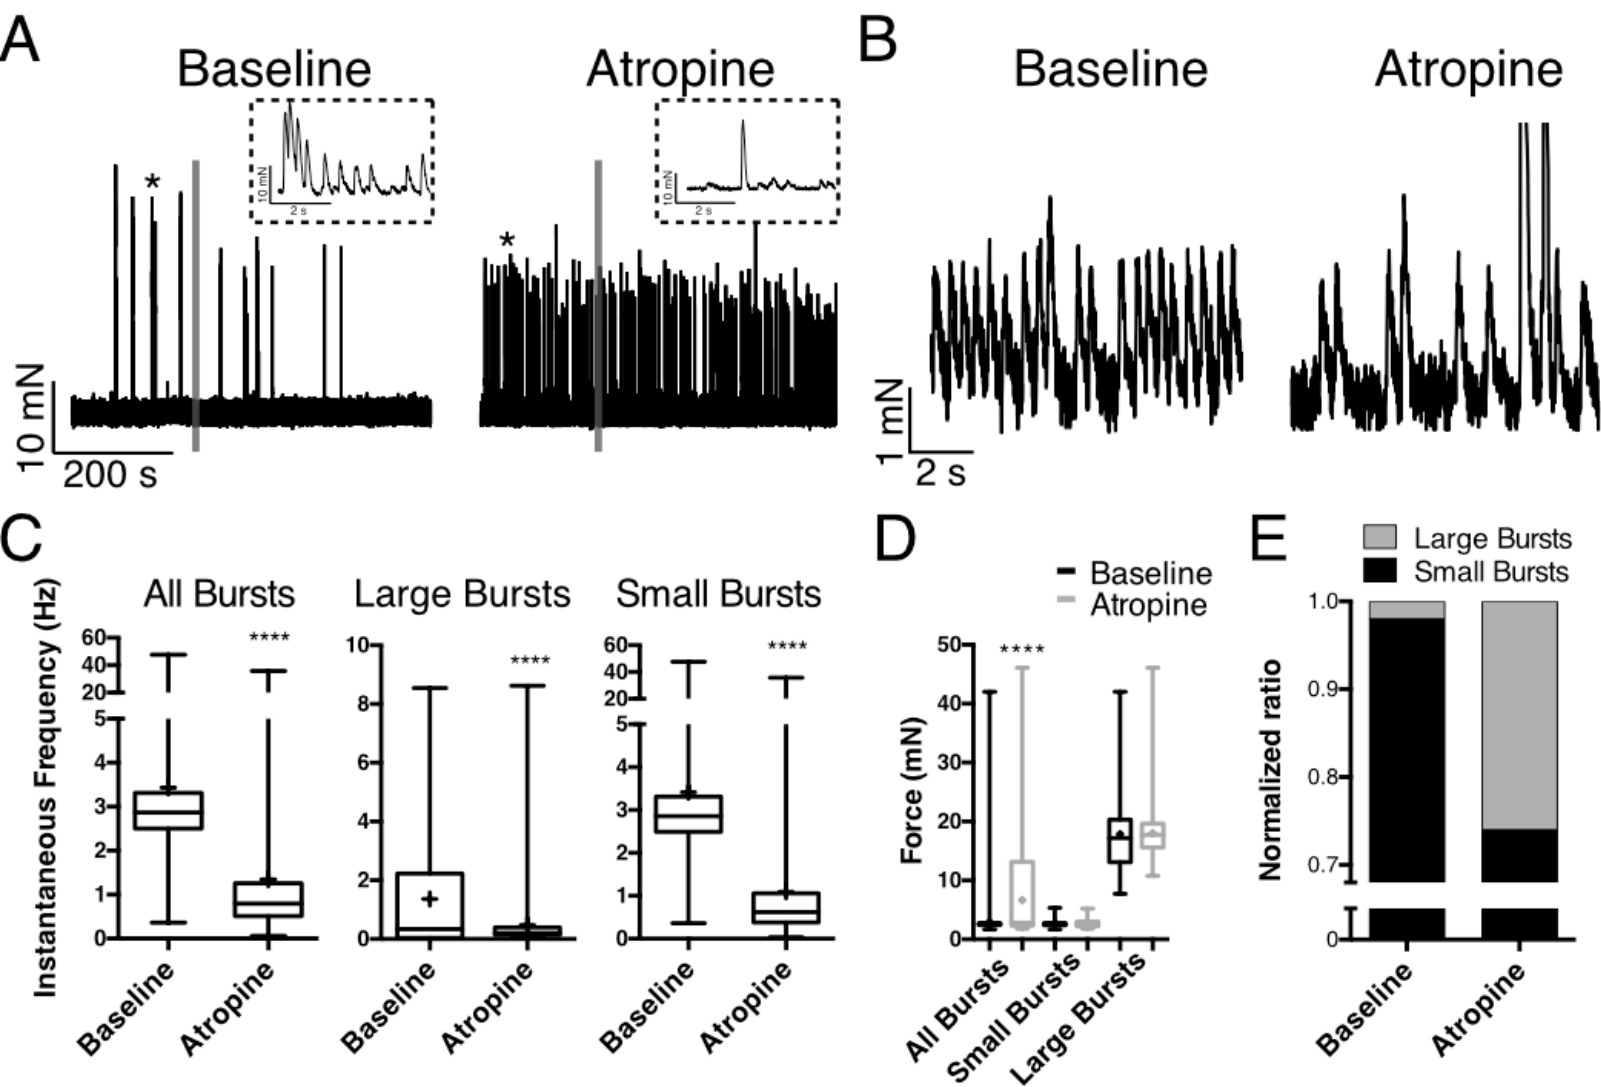 A
Baseline
Atropine
*
*
10 mN
2 s
10 mN
2 s
10 mN
200 s
B
Baseline
Atropine
1 mN
2 s
C
All Bursts
Large Bursts
Small Bursts
Instantaneous Frequency (Hz)
60
40
20
5
4
3
2
1
0
****
Baseline
Atropine
10
8
6
4
2
0
****
Baseline
Atropine
60
40
20
5
4
3
2
1
0
****
Baseline
Atropine
D
Baseline
Atropine
Force (mN)
50
40
30
20
10
0
****
All Bursts
Small Bursts
Large Bursts
E
Large Bursts
Small Bursts
Normalized ratio
1.0
0.9
0.8
0.7
0
Baseline
Atropine